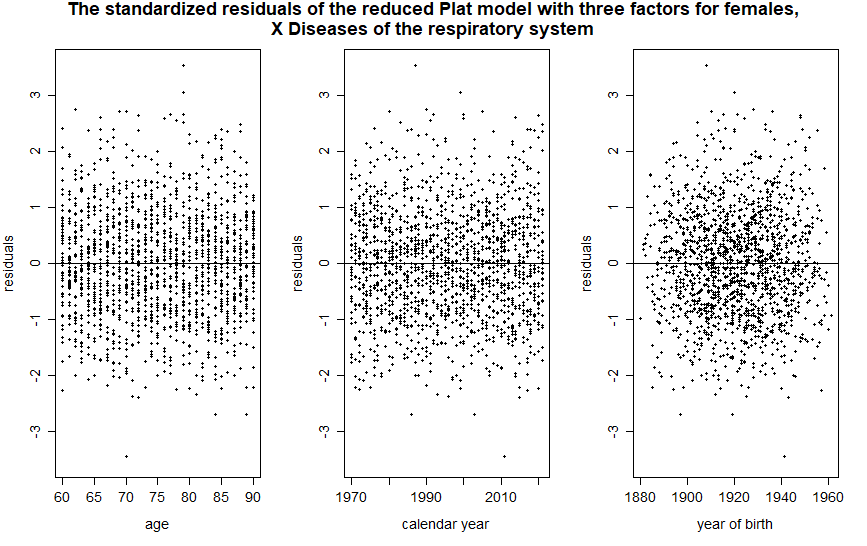 The standardized residuals of the reduced Plat model with three factors for females,
X Diseases of the respiratory system
residuals
-3 -2 -1 0 1 2 3
60 65 70 75 80 85 90
age
residuals
-3 -2 -1 0 1 2 3
1970 1990 2010
calendar year
residuals
-3 -2 -1 0 1 2 3
1880 1900 1920 1940 1960
year of birth